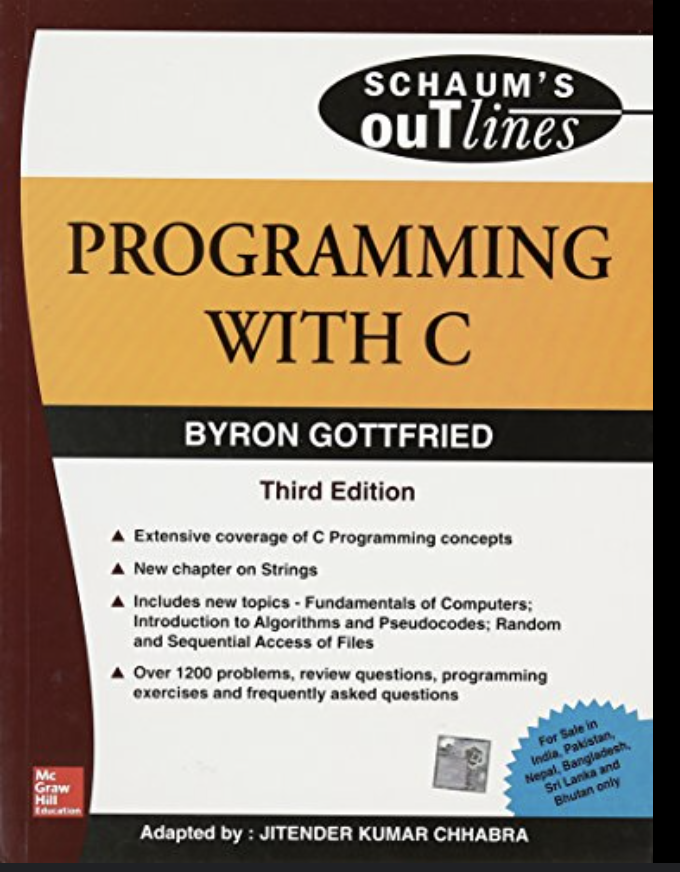 SCHAUM'S
ouTlines
PROGRAMMING
WITH C
BYRON GOTTFRIED
Third Edition
▲ Extensive coverage of C Programming concepts
▲ New chapter on Strings
▲ Includes new topics - Fundamentals of Computers;
Introduction to Algorithms and Pseudocodes; Random
and Sequential Access of Files
▲ Over 1200 problems, review questions, programming
exercises and frequently asked questions
For Sale in
India, Pakistan,
Nepal, Bangladesh,
Sri Lanka and
Bhutan only
Mc
Graw
Hill
Education
Adapted by : JITENDER KUMAR CHHABRA